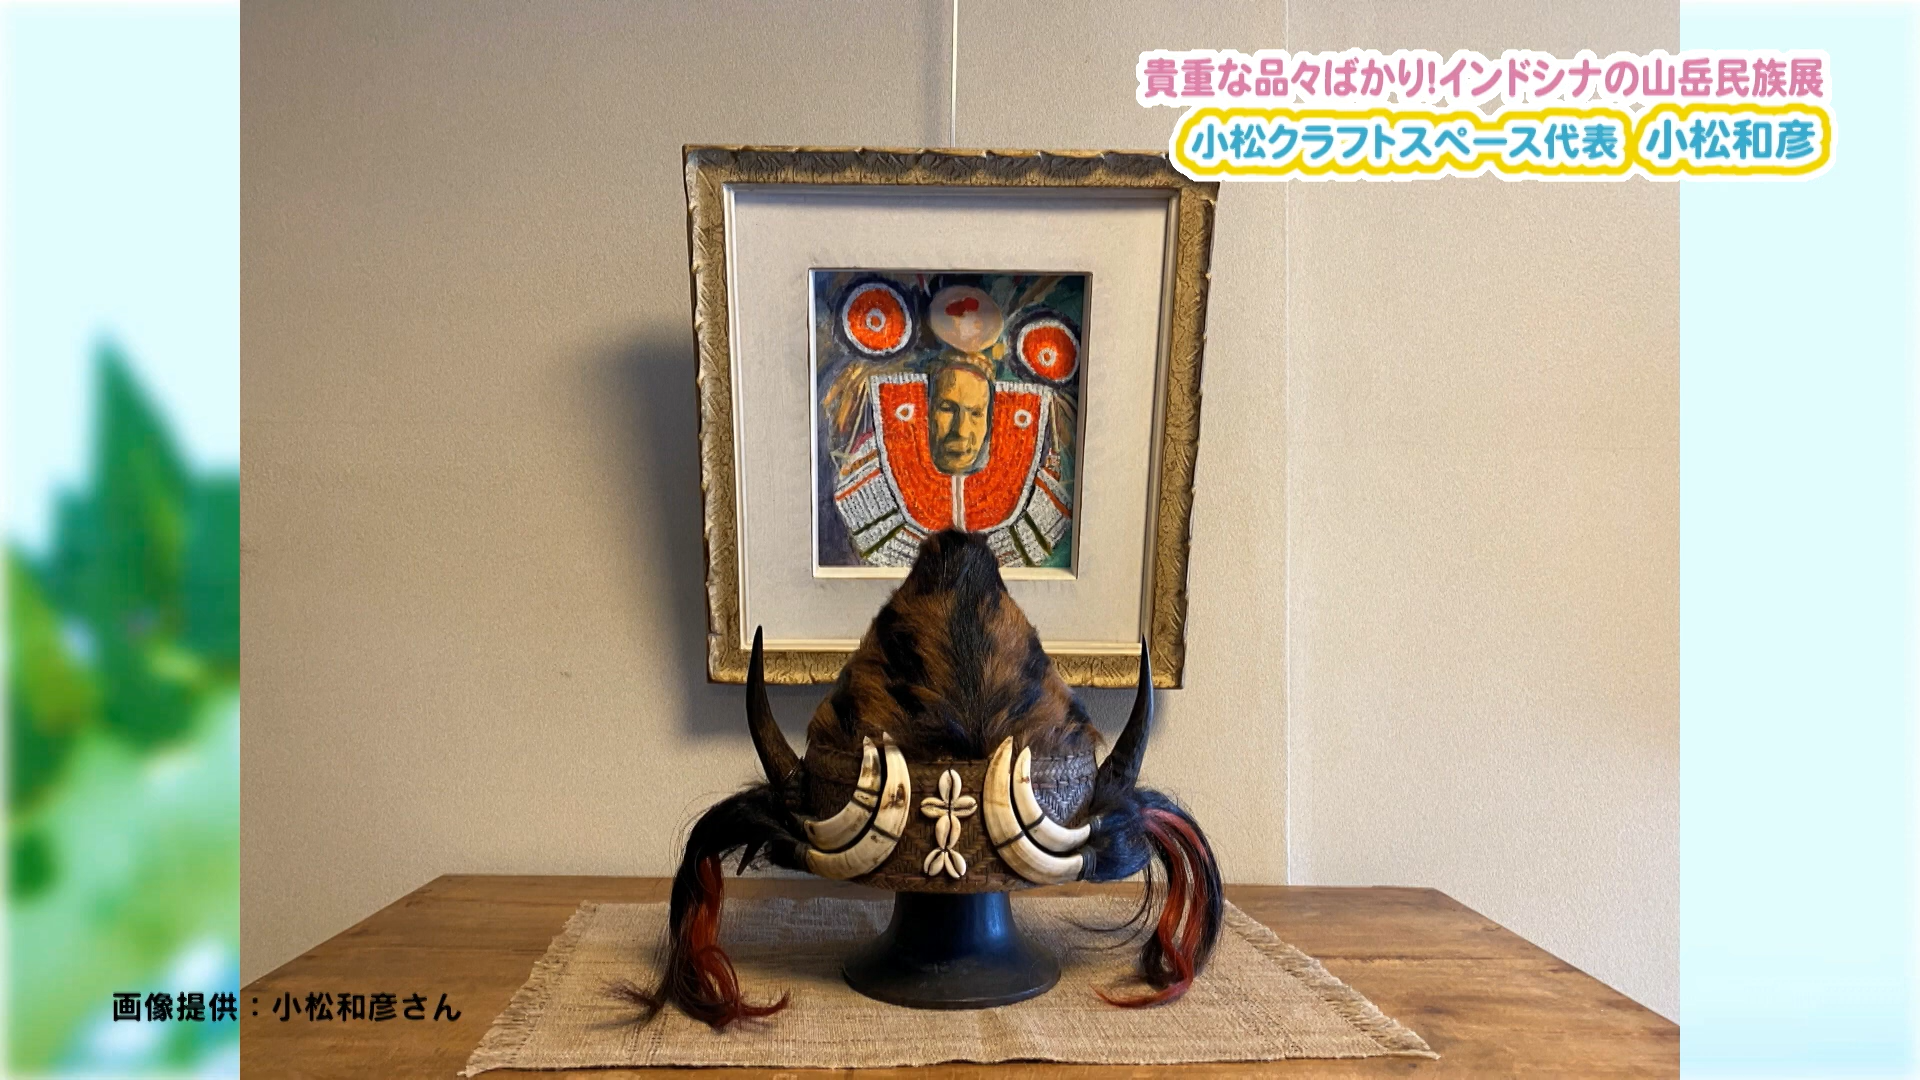 貴重な品々ばかり!インドシナの山岳民族展
小松クラフトスペース代表 小松和彦
画像提供：小松和彦さん